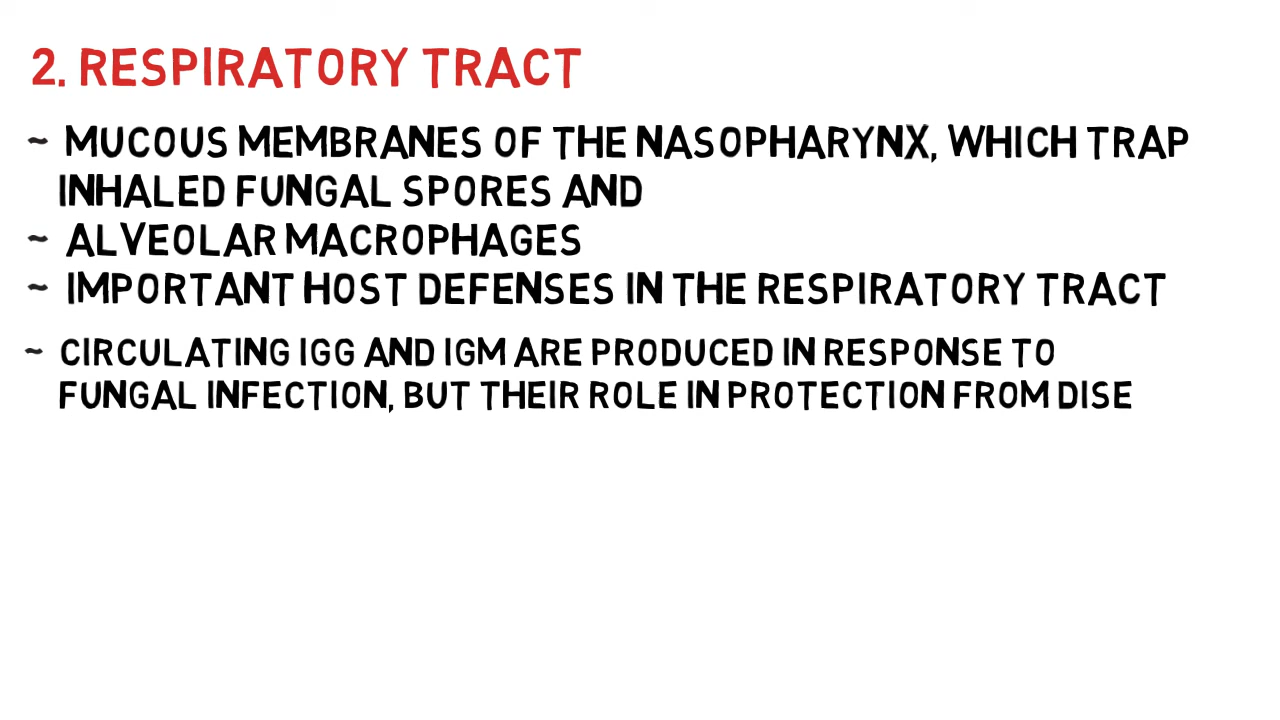 2. RESPIRATORY TRACT
~ MUCOUS MEMBRANES OF THE NASOPHARYNX, WHICH TRAP
INHALED FUNGAL SPORES AND
~ ALVEOLAR MACROPHAGES
~ IMPORTANT HOST DEFENSES IN THE RESPIRATORY TRACT
~ CIRCULATING IGG AND IGM ARE PRODUCED IN RESPONSE TO
FUNGAL INFECTION, BUT THEIR ROLE IN PROTECTION FROM DISE